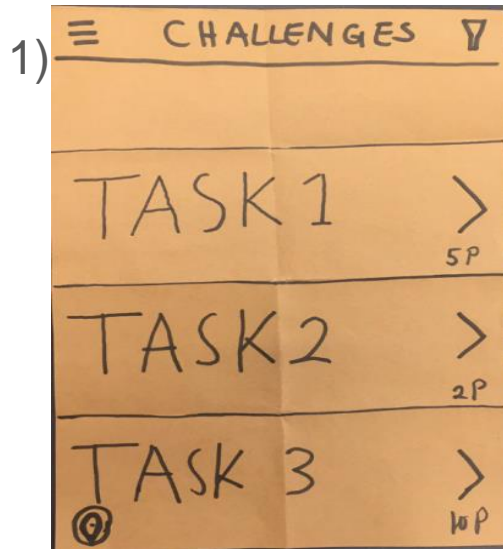 1)
CHALLENGES
TASK 1
5P
TASK 2
2P
TASK 3
10P